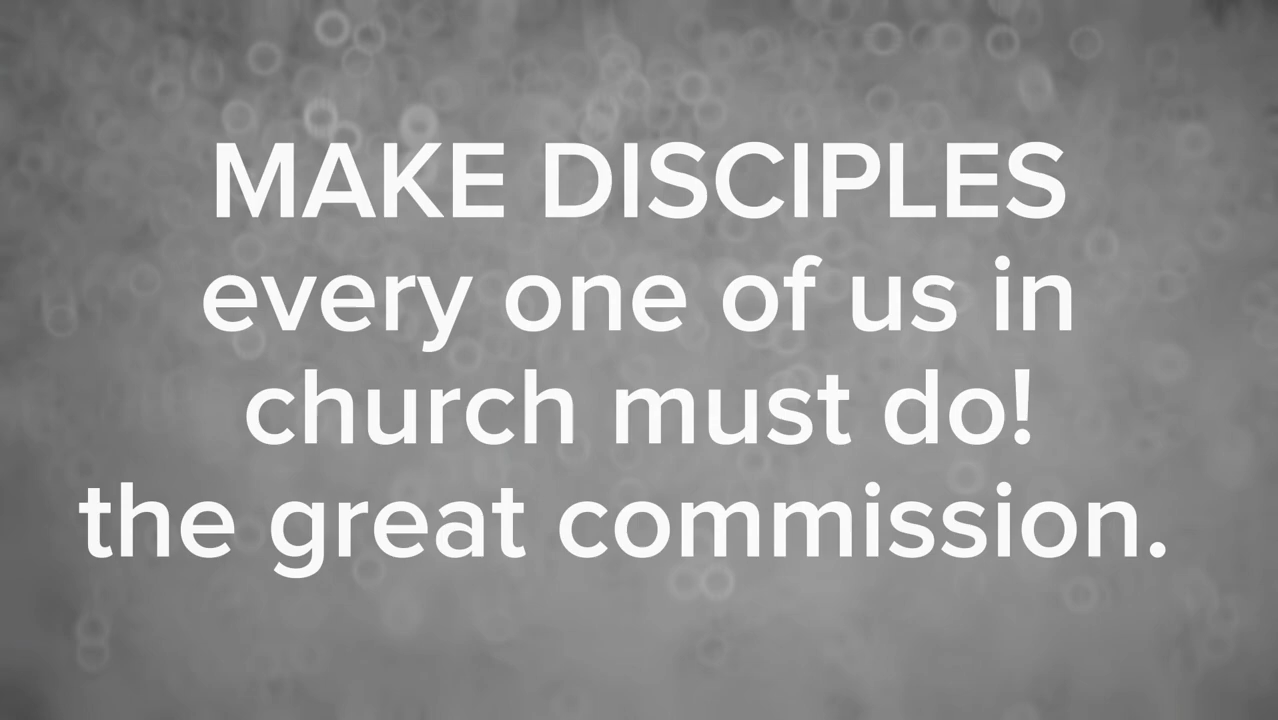 MAKE DISCIPLES
every one of us in
church must do!
the great commission.